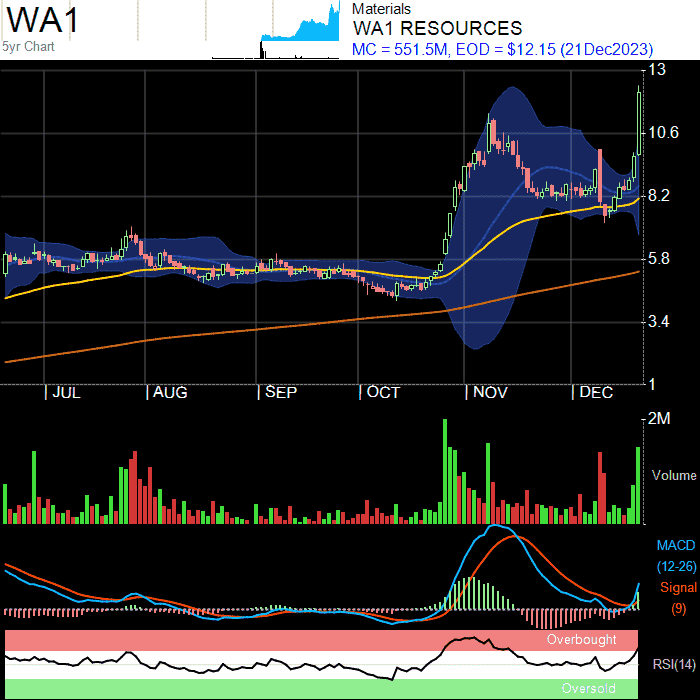 WA1
5yr Chart
Materials
WA1 RESOURCES
MC = 551.5M, EOD = $12.15 (21Dec2023)
13
10.6
8.2
5.8
3.4
1
JUL AUG SEP OCT NOV DEC
2M
Volume
MACD
(12-26)
Signal
(9)
Overbought
RSI(14)
Oversold